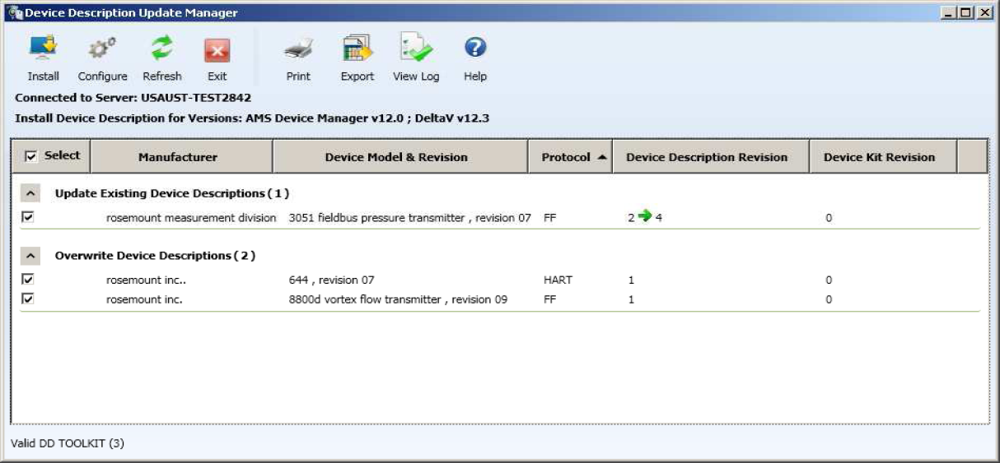 Device Description Update Manager
Install Configure Refresh Exit Print Export View Log Help
Connected to Server: USAUST-TEST2842
Install Device Description for Versions: AMS Device Manager v12.0 ; DeltaV v12.3
Select Manufacturer Device Model & Revision Protocol Device Description Revision Device Kit Revision
Update Existing Device Descriptions ( 1 )
rosemount measurement division 3051 fieldbus pressure transmitter , revision 07 FF 2 4 0
Overwrite Device Descriptions ( 2 )
rosemount inc.. 644 , revision 07 HART 1 0
rosemount inc. 8800d vortex flow transmitter , revision 09 FF 1 0
Valid DD TOOLKIT (3)